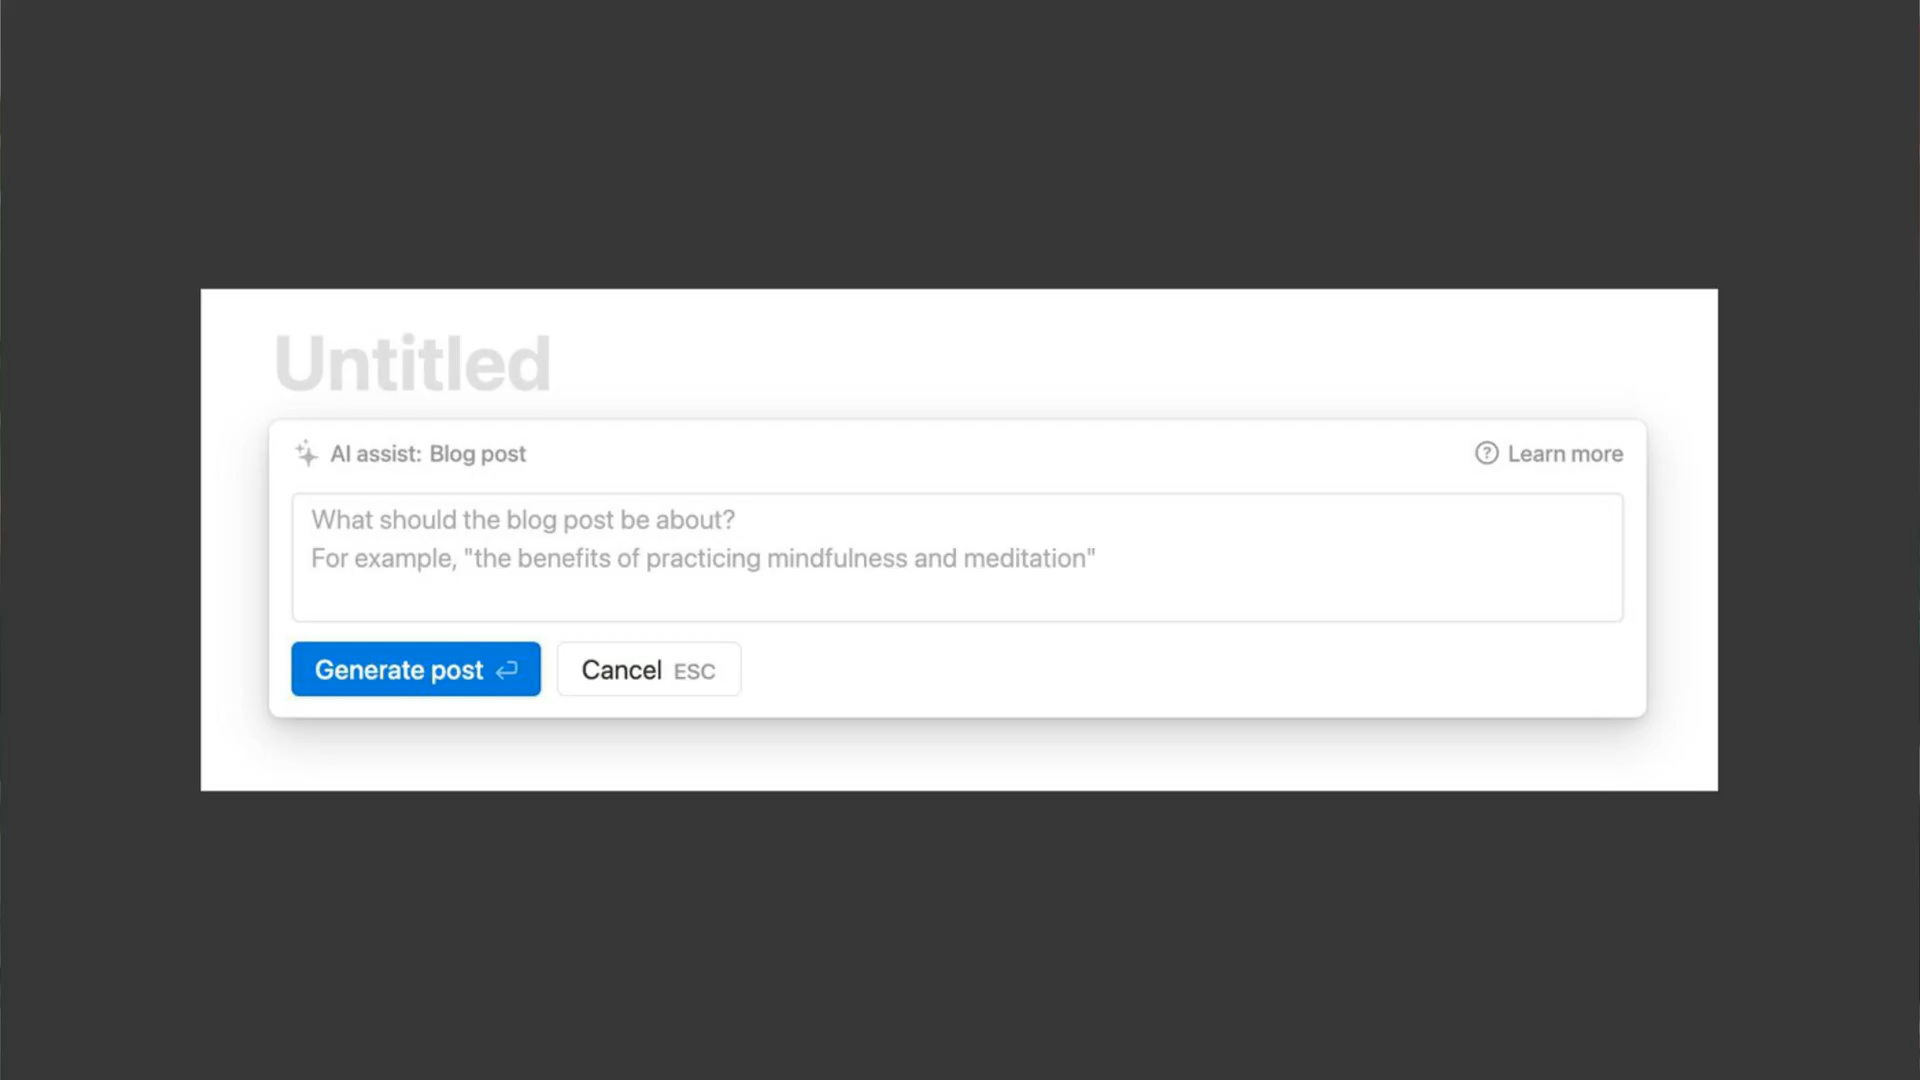 Untitled
AI assist: Blog post
Learn more
What should the blog post be about?
For example, "the benefits of practicing mindfulness and meditation"
Generate post
Cancel ESC